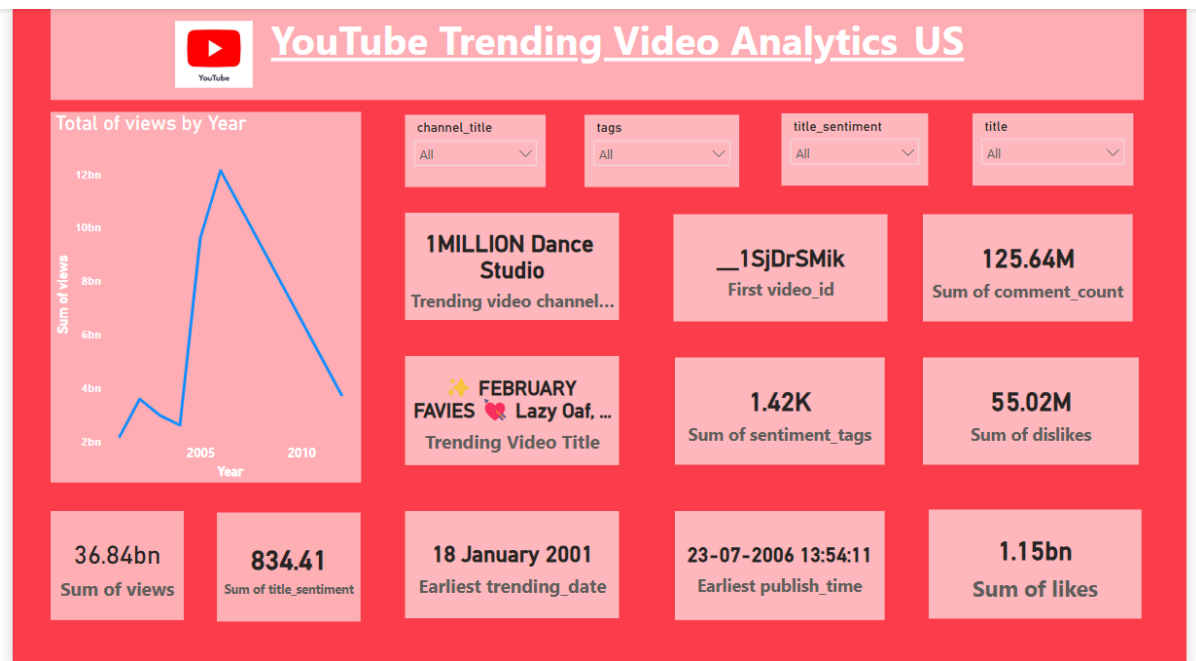 YouTube
YouTube Trending Video Analytics_US
Total of views by Year
12bn
10bn
8bn
6bn
4bn
2bn
Sum of views
2005
2010
Year
channel_title
All
tags
All
title_sentiment
All
title
All
1MILLION Dance
Studio
Trending video channel...
__1SjDrSMik
First video_id
125.64M
Sum of comment_count
✨ FEBRUARY
FAVIES 💘 Lazy Oaf, ...
Trending Video Title
1.42K
Sum of sentiment_tags
55.02M
Sum of dislikes
36.84bn
Sum of views
834.41
Sum of title_sentiment
18 January 2001
Earliest trending_date
23-07-2006 13:54:11
Earliest publish_time
1.15bn
Sum of likes